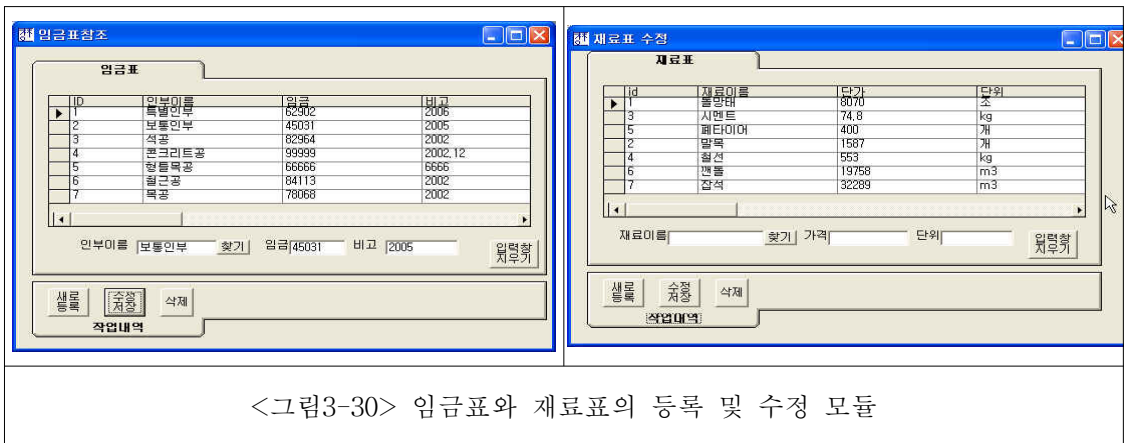 임금표참조
임금표
ID 인부이름 임금 비고
1 특별인부 62902 2006
2 보통인부 45031 2005
3 석공 82964 2002
4 콘크리트공 99999 2002,12
5 형틀목공 66666 6666
6 철근공 84113 2002
7 목공 78068 2002
인부이름 보통인부 찾기 임금 45031 비고 2005 입력창 지우기
새로 등록 수정 저장 삭제
작업내역
재료표 수정
재료표
id 재료이름 단가 단위
1 돌망태 8070 조
3 시멘트 74,8 kg
5 폐타이어 400 개
2 말목 1587 개
4 철선 553 kg
6 깬돌 19758 m3
7 잡석 32289 m3
재료이름 찾기 가격 단위 입력창 지우기
새로 등록 수정 저장 삭제
작업내역
<그림3-30> 임금표와 재료표의 등록 및 수정 모듈